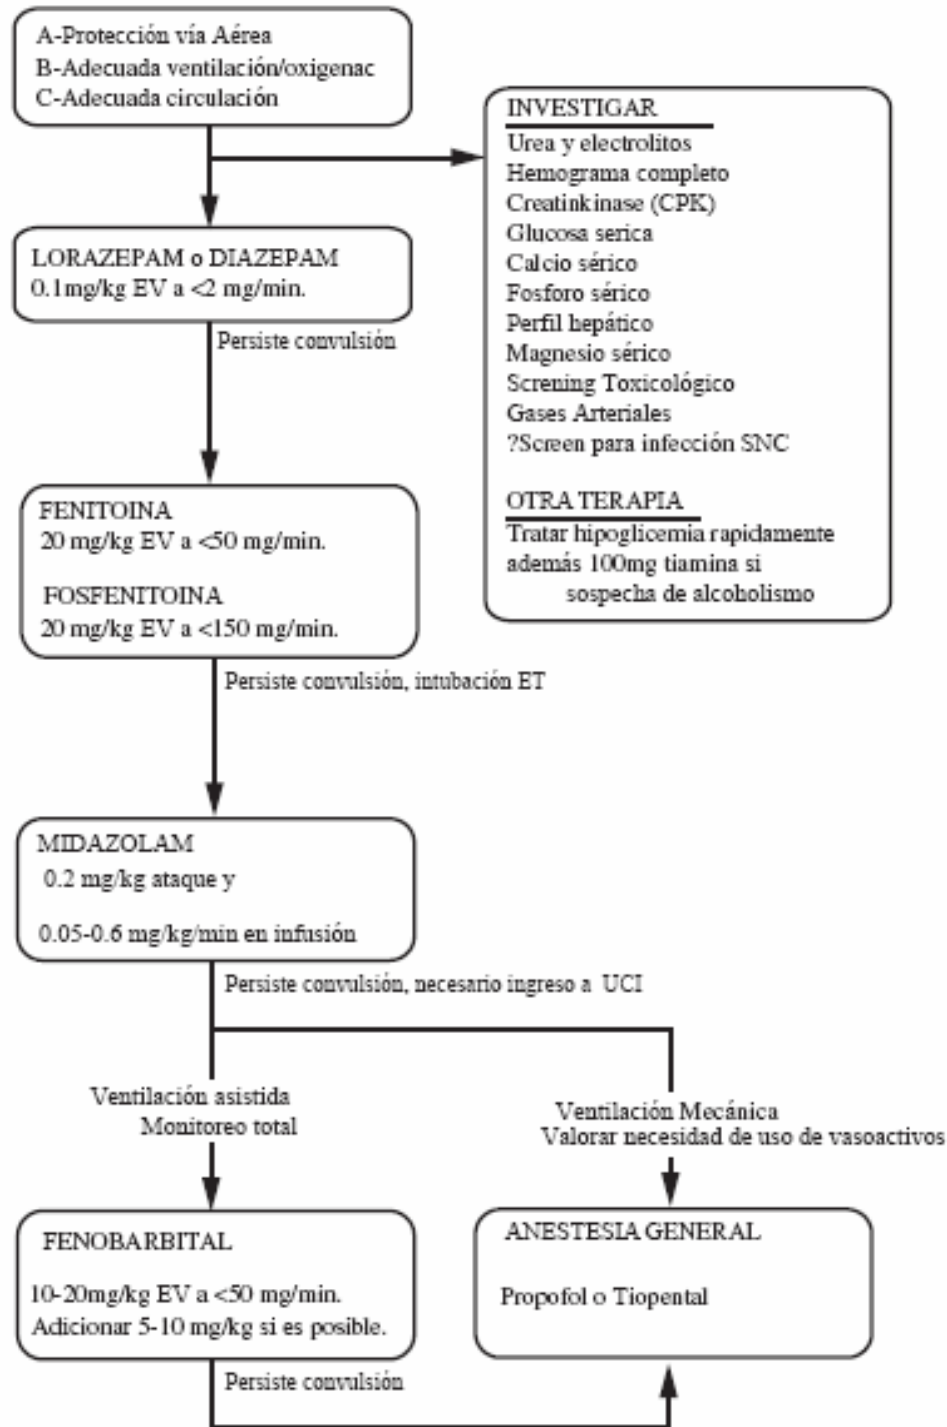 A-Protección vía Aérea
B-Adecuada ventilación/oxigenac
C-Adecuada circulación
INVESTIGAR
Urea y electrolitos
Hemograma completo
Creatinkinase (CPK)
Glucosa serica
Calcio sérico
Fosforo sérico
Perfil hepático
Magnesio sérico
Screning Toxicológico
Gases Arteriales
?Screen para infección SNC
OTRA TERAPIA
Tratar hipoglicemia rapidamente
además 100mg tiamina si
sospecha de alcoholismo
LORAZEPAM o DIAZEPAM
0.1mg/kg EV a <2 mg/min.
Persiste convulsión
FENITOINA
20 mg/kg EV a <50 mg/min.
FOSFENITOINA
20 mg/kg EV a <150 mg/min.
Persiste convulsión, intubación ET
MIDAZOLAM
0.2 mg/kg ataque y
0.05-0.6 mg/kg/min en infusión
Persiste convulsión, necesario ingreso a UCI
Ventilación asistida
Monitoreo total
Ventilación Mecánica
Valorar necesidad de uso de vasoactivos
FENOBARBITAL
10-20mg/kg EV a <50 mg/min.
Adicionar 5-10 mg/kg si es posible.
ANESTESIA GENERAL
Propofol o Tiopental
Persiste convulsión